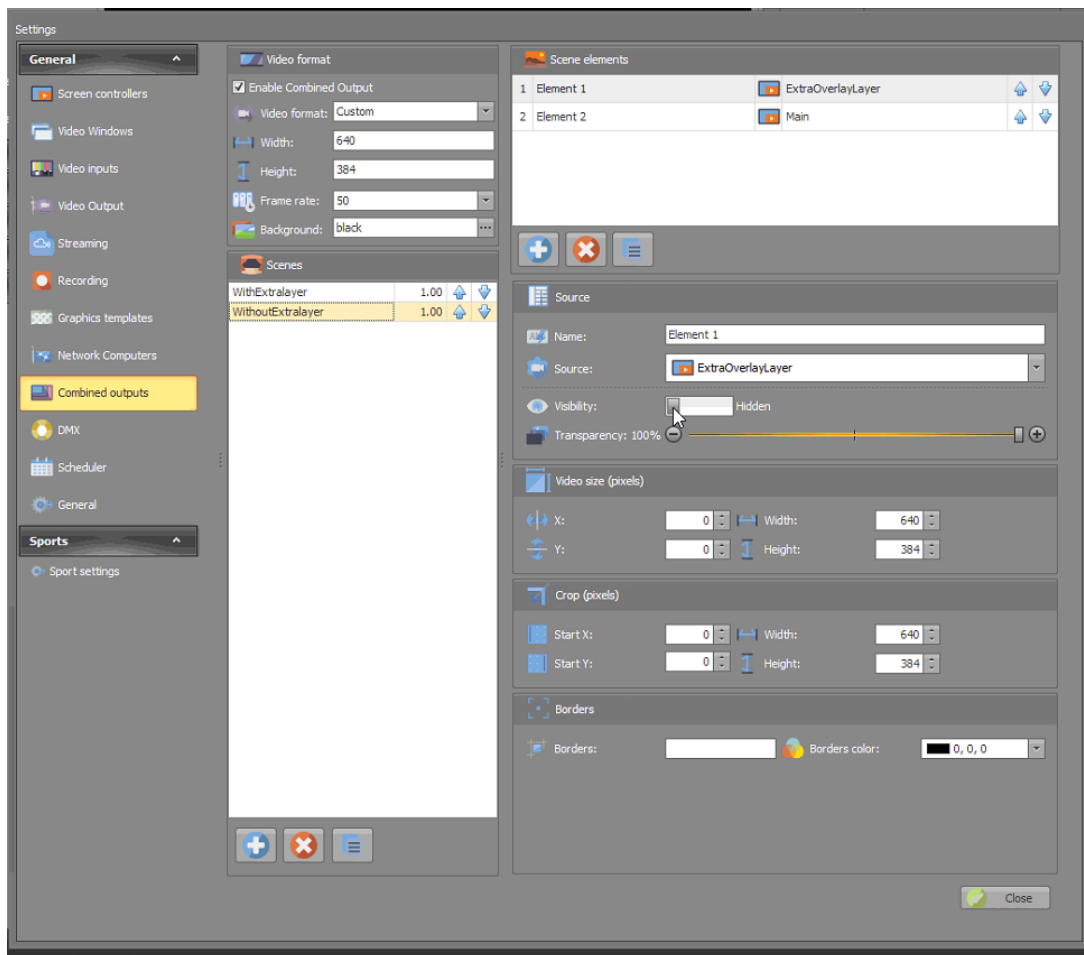 Settings
General
Screen controllers
Video Windows
Video inputs
Video Output
Streaming
Recording
Graphics templates
Network Computers
Combined outputs
DMX
Scheduler
General
Sports
Sport settings
Video format
Enable Combined Output
Video format: Custom
Width: 640
Height: 384
Frame rate: 50
Background: black ...
Scenes
WithExtralayer 1.00
WithoutExtralayer 1.00
Scene elements
1 Element 1 ExtraOverlayLayer
2 Element 2 Main
Source
Name: Element 1
Source: ExtraOverlayLayer
Visibility: Hidden
Transparency: 100%
Video size (pixels)
X: 0 Width: 640
Y: 0 Height: 384
Crop (pixels)
Start X: 0 Width: 640
Start Y: 0 Height: 384
Borders
Borders: Borders color: 0, 0, 0
Close